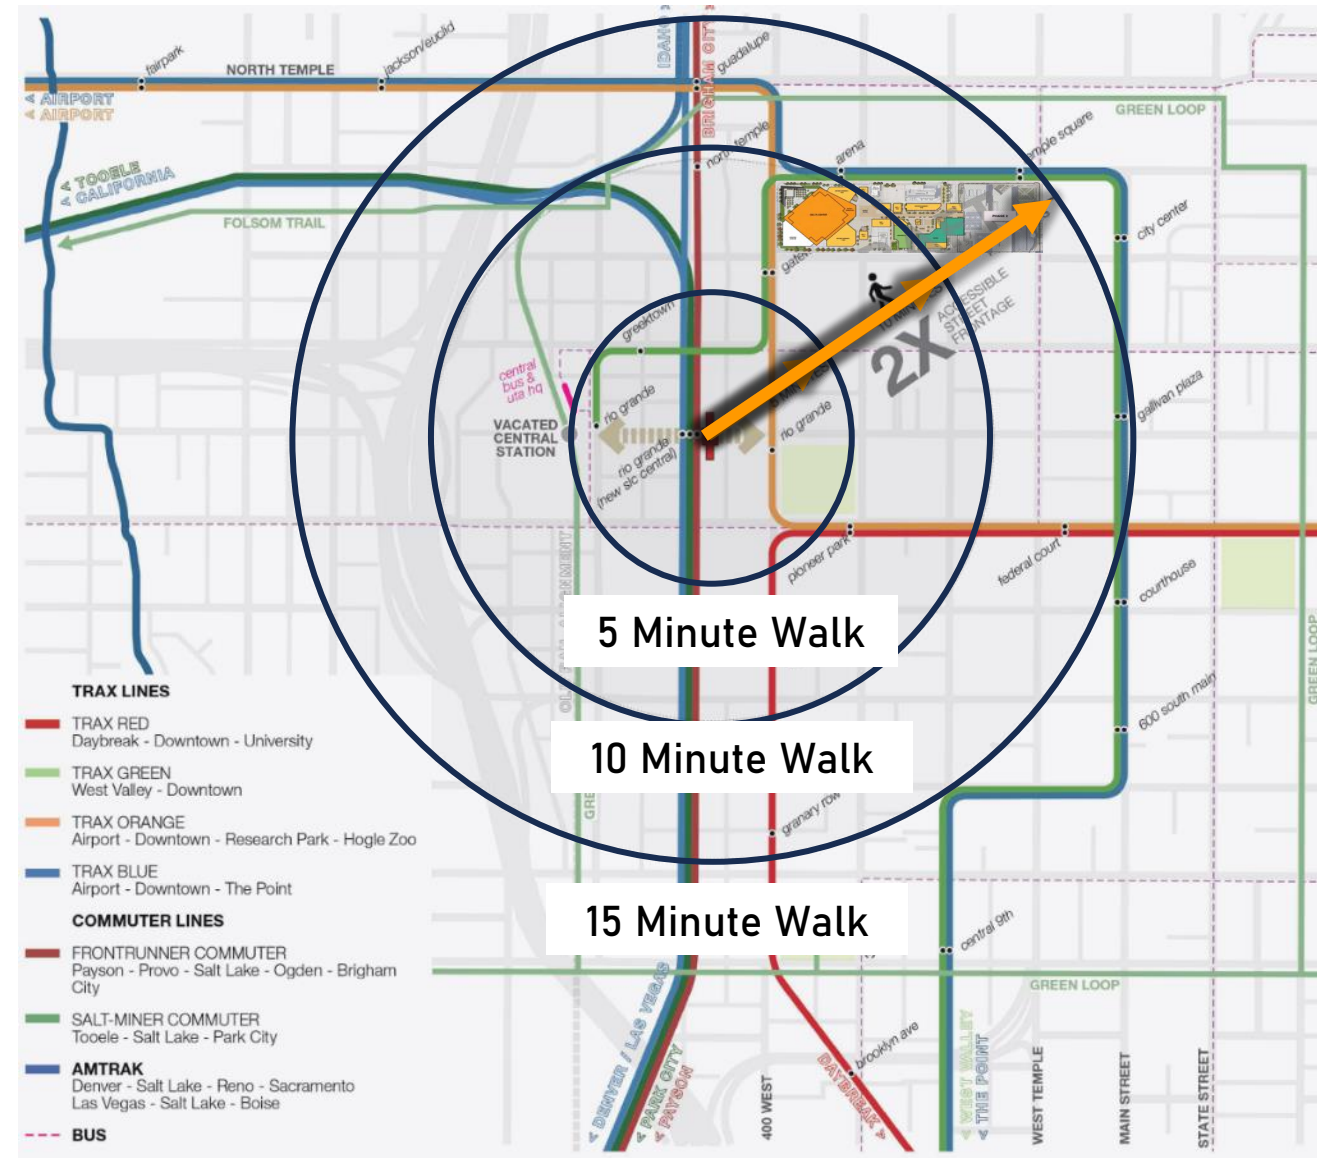 IDAHO >
BRIGHAM CITY >
fairpark
jackson/euclid
guadalupe
NORTH TEMPLE
< AIRPORT
< AIRPORT
GREEN LOOP
north temple
arena
temple square
< TOOELE
< CALIFORNIA
FOLSOM TRAIL
city center
ACCESSIBLE
STREET
FRONTAGE
10 MINUTES
2X
greektown
central
bus &
uta hq
gallivan plaza
VACATED
CENTRAL
STATION
rio grande
rio grande
(new slc central)
rio grande
pioneer park
federal court
courthouse
GREEN LOOP
5 Minute Walk
600 south main
10 Minute Walk
granary row
15 Minute Walk
central 9th
GREEN LOOP
brooklyn ave
< DENVER / LAS VEGAS
< PARK CITY
< PAYSON
400 WEST
DAYBREAK >
< WEST VALLEY
< THE POINT
WEST TEMPLE
MAIN STREET
STATE STREET
TRAX LINES
TRAX RED
Daybreak - Downtown - University
TRAX GREEN
West Valley - Downtown
TRAX ORANGE
Airport - Downtown - Research Park - Hogle Zoo
TRAX BLUE
Airport - Downtown - The Point
COMMUTER LINES
FRONTRUNNER COMMUTER
Payson - Provo - Salt Lake - Ogden - Brigham
City
SALT-MINER COMMUTER
Tooele - Salt Lake - Park City
AMTRAK
Denver - Salt Lake - Reno - Sacramento
Las Vegas - Salt Lake - Boise
BUS